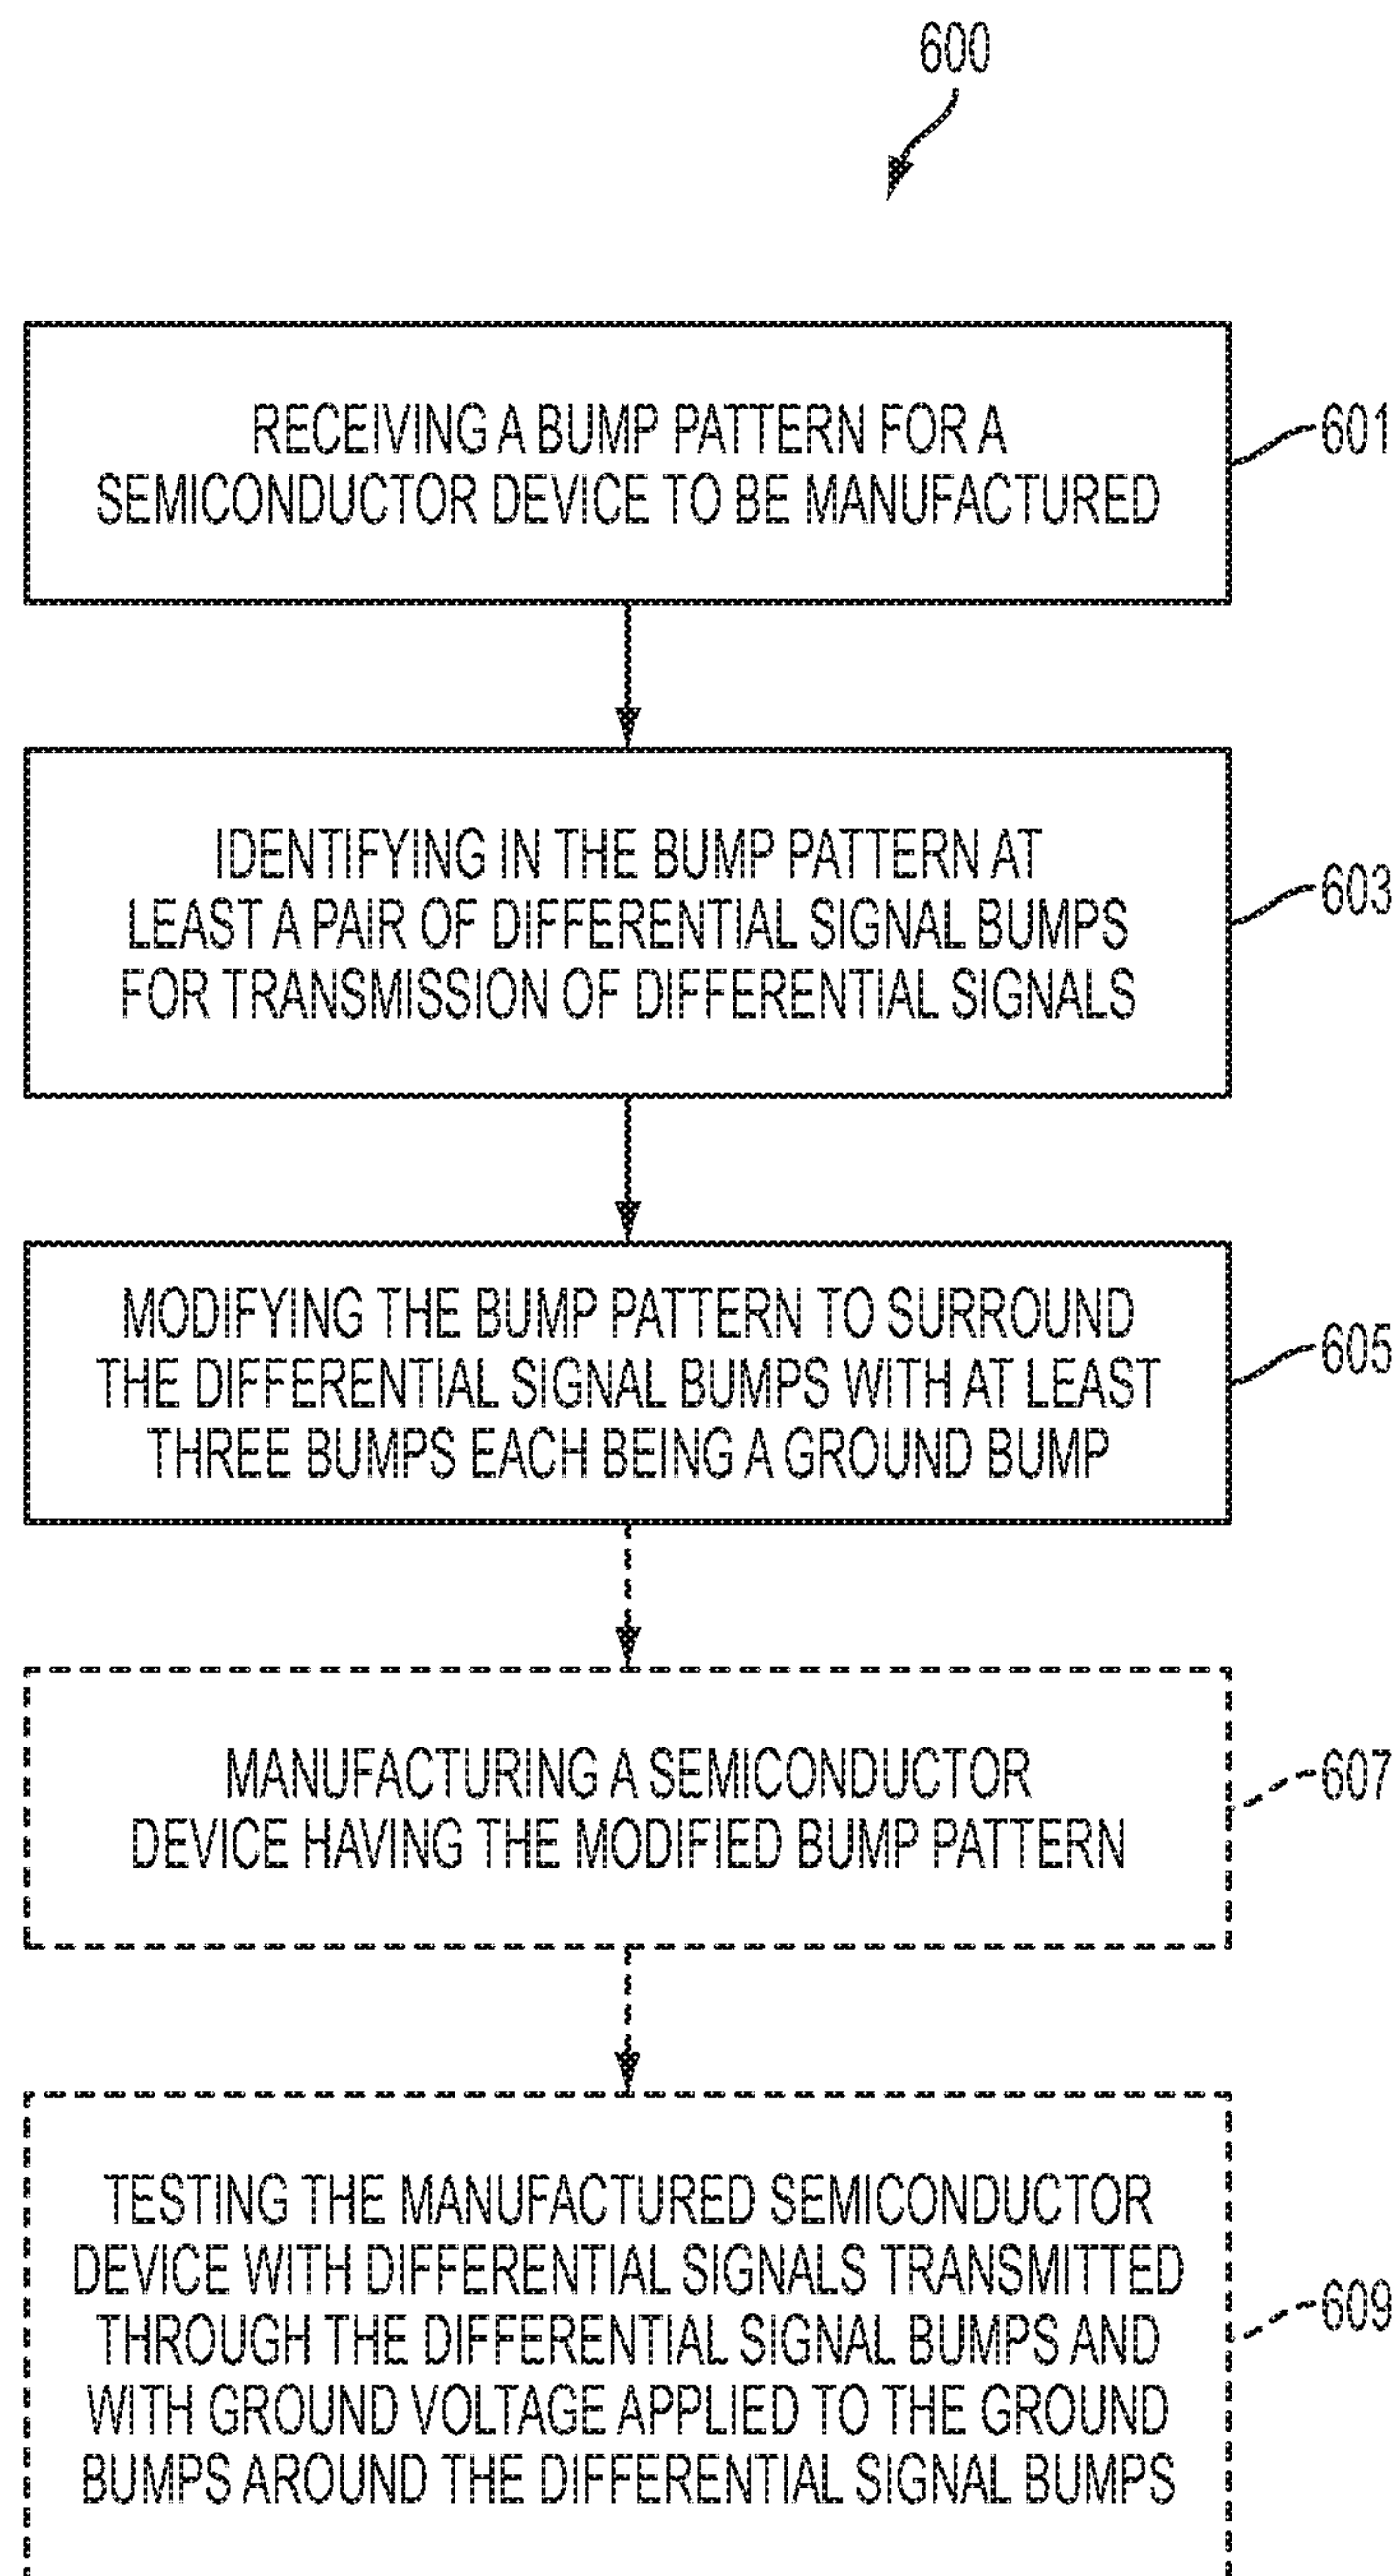 600
RECEIVING A BUMP PATTERN FOR A
SEMICONDUCTOR DEVICE TO BE MANUFACTURED
601
IDENTIFYING IN THE BUMP PATTERN AT
LEAST A PAIR OF DIFFERENTIAL SIGNAL BUMPS
FOR TRANSMISSION OF DIFFERENTIAL SIGNALS
603
MODIFYING THE BUMP PATTERN TO SURROUND
THE DIFFERENTIAL SIGNAL BUMPS WITH AT LEAST
THREE BUMPS EACH BEING A GROUND BUMP
605
MANUFACTURING A SEMICONDUCTOR
DEVICE HAVING THE MODIFIED BUMP PATTERN
607
TESTING THE MANUFACTURED SEMICONDUCTOR
DEVICE WITH DIFFERENTIAL SIGNALS TRANSMITTED
THROUGH THE DIFFERENTIAL SIGNAL BUMPS AND
WITH GROUND VOLTAGE APPLIED TO THE GROUND
BUMPS AROUND THE DIFFERENTIAL SIGNAL BUMPS
609